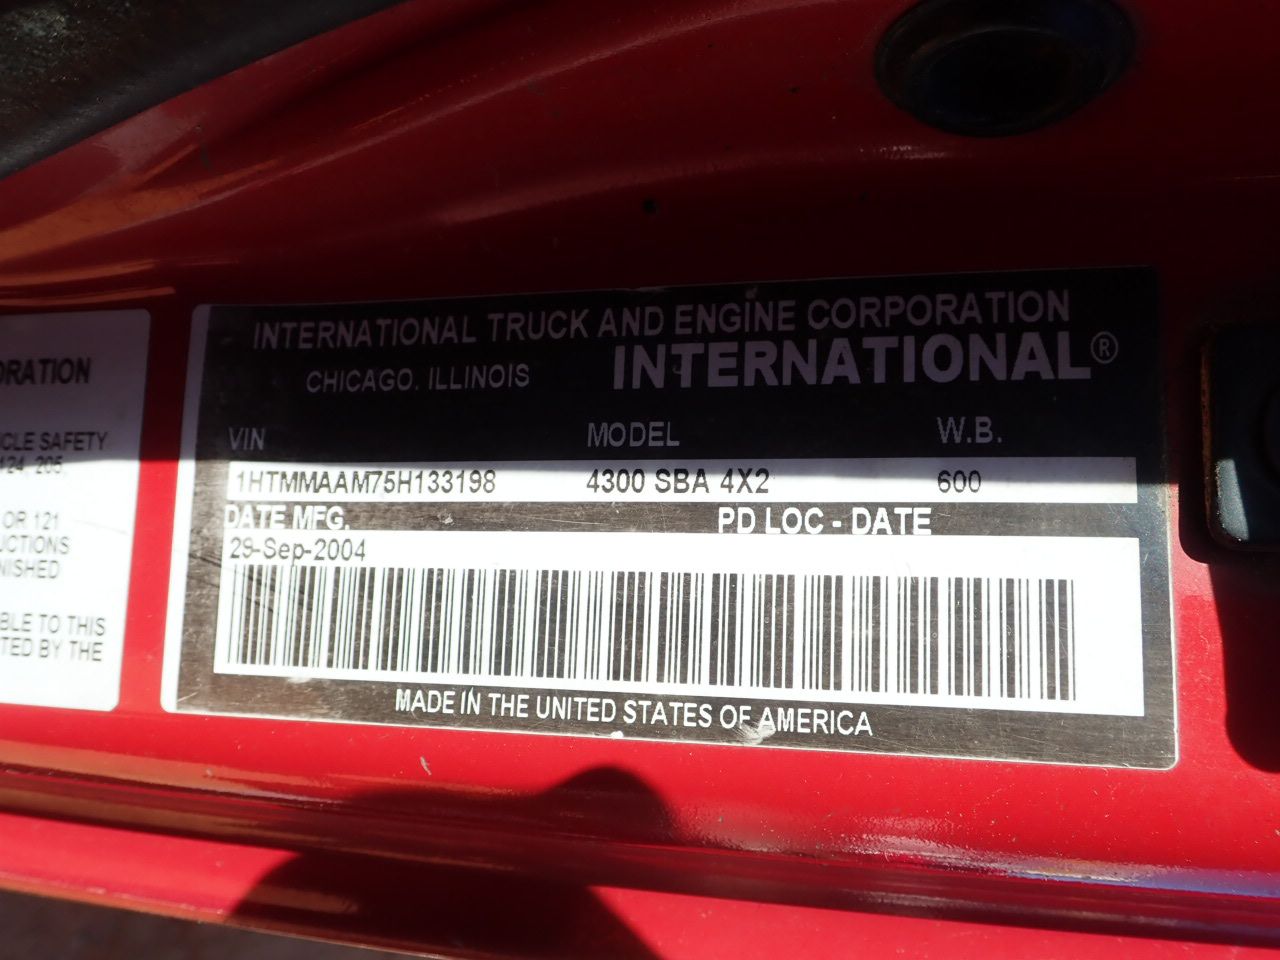 ORATION
CLE SAFETY
124, 205.
OR 121
UCTIONS
NISHED
BLE TO THIS
TED BY THE
INTERNATIONAL TRUCK AND ENGINE CORPORATION
CHICAGO, ILLINOIS INTERNATIONAL®
VIN MODEL W.B.
1HTMMAAM75H133198 4300 SBA 4X2 600
DATE MFG. PD LOC - DATE
29-Sep-2004
MADE IN THE UNITED STATES OF AMERICA